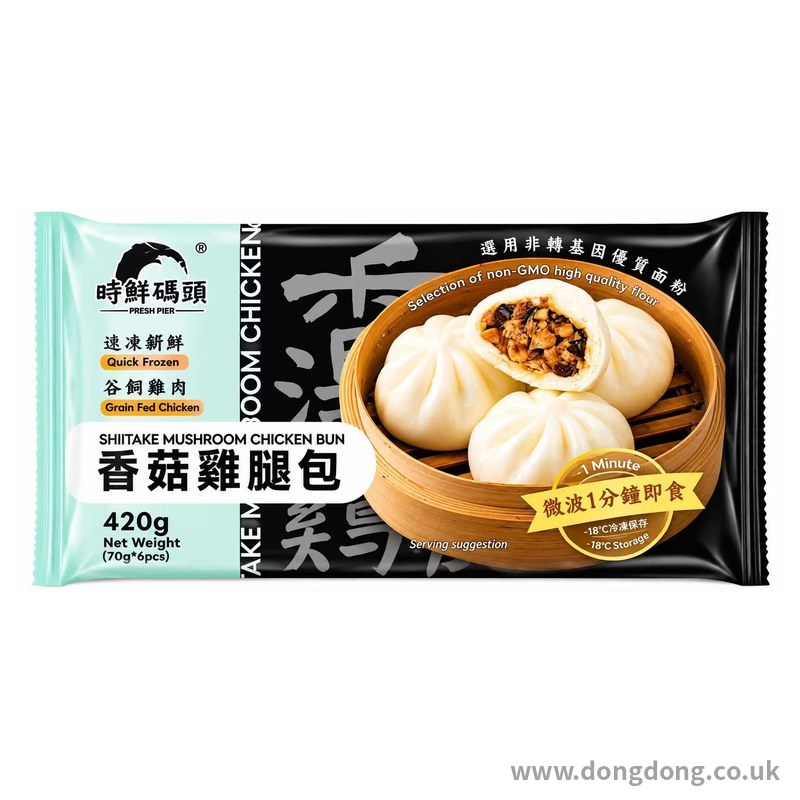 時鮮碼頭®
PRESH PIER
速凍新鮮
Quick Frozen
谷飼雞肉
Grain Fed Chicken
SHIITAKE MUSHROOM CHICKEN BUN
香菇雞腿包
420g
Net Weight
(70g*6pcs)
選用非轉基因優質面粉
Selection of non-GMO high quality flour
1 Minute
微波1分鐘即食
-18℃冷凍保存
-18℃ Storage
Serving suggestion
www.dongdong.co.uk